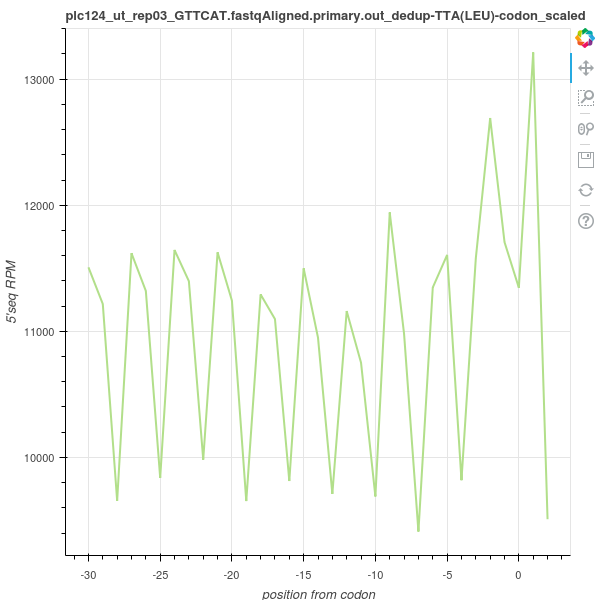 plc124_ut_rep03_GTTCAT.fastqAligned.primary.out_dedup-TTA(LEU)-codon_scaled
13000
12000
11000
10000
5'seq RPM
-30 -25 -20 -15 -10 -5 0
position from codon